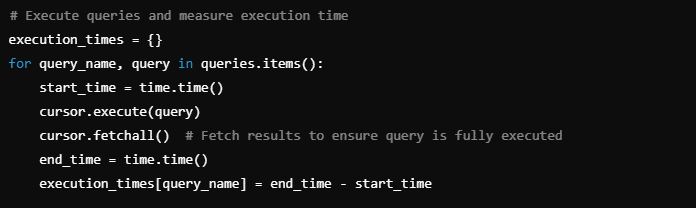 # Execute queries and measure execution time
execution_times = {}
for query_name, query in queries.items():
    start_time = time.time()
    cursor.execute(query)
    cursor.fetchall()  # Fetch results to ensure query is fully executed
    end_time = time.time()
    execution_times[query_name] = end_time - start_time